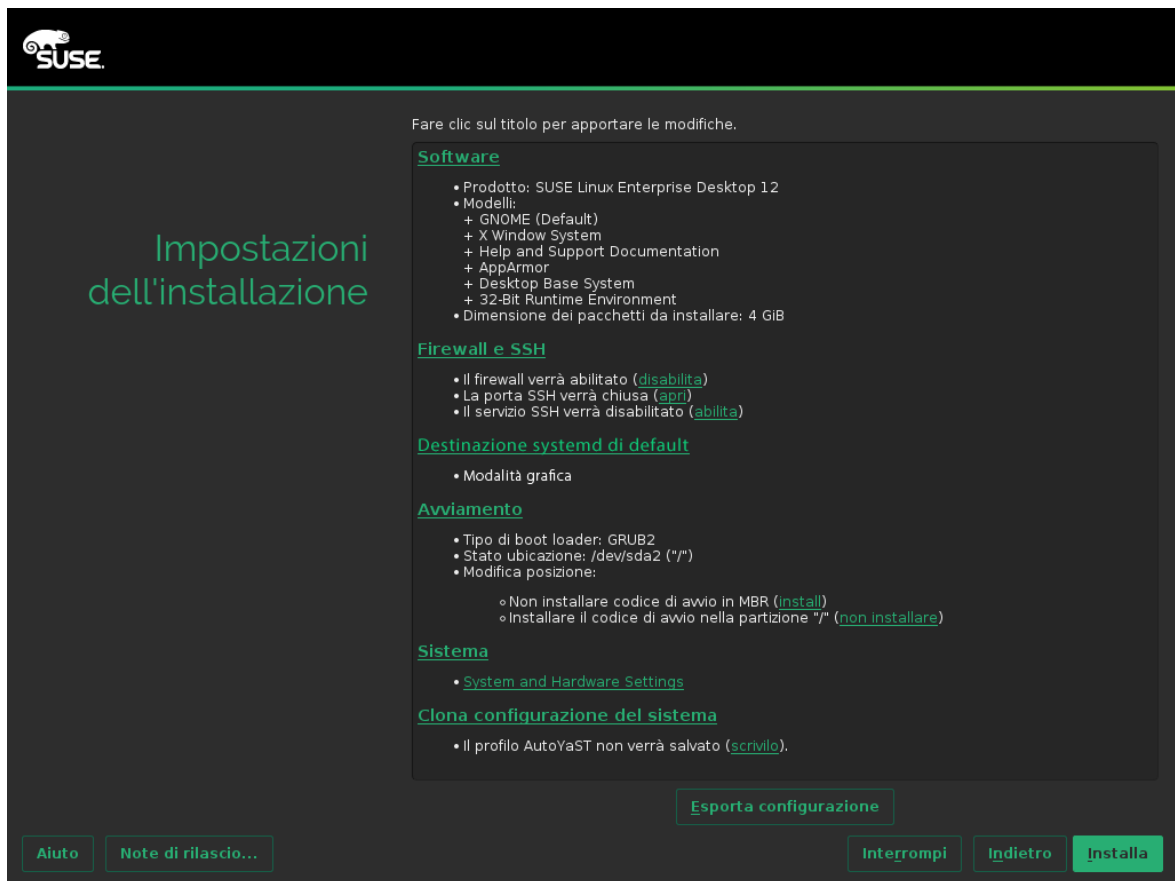 SUSE.
Fare clic sul titolo per apportare le modifiche.
Impostazioni
dell'installazione
Software
• Prodotto: SUSE Linux Enterprise Desktop 12
• Modelli:
+ GNOME (Default)
+ X Window System
+ Help and Support Documentation
+ AppArmor
+ Desktop Base System
+ 32-Bit Runtime Environment
• Dimensione dei pacchetti da installare: 4 GiB
Firewall e SSH
• Il firewall verrà abilitato (disabilita)
• La porta SSH verrà chiusa (apri)
• Il servizio SSH verrà disabilitato (abilita)
Destinazione systemd di default
• Modalità grafica
Avviamento
• Tipo di boot loader: GRUB2
• Stato ubicazione: /dev/sda2 ("/")
• Modifica posizione:
◦ Non installare codice di avvio in MBR (install)
◦ Installare il codice di avvio nella partizione "/" (non installare)
Sistema
• System and Hardware Settings
Clona configurazione del sistema
• Il profilo AutoYaST non verrà salvato (scrivilo).
Esporta configurazione
Aiuto
Note di rilascio...
Interrompi
Indietro
Installa